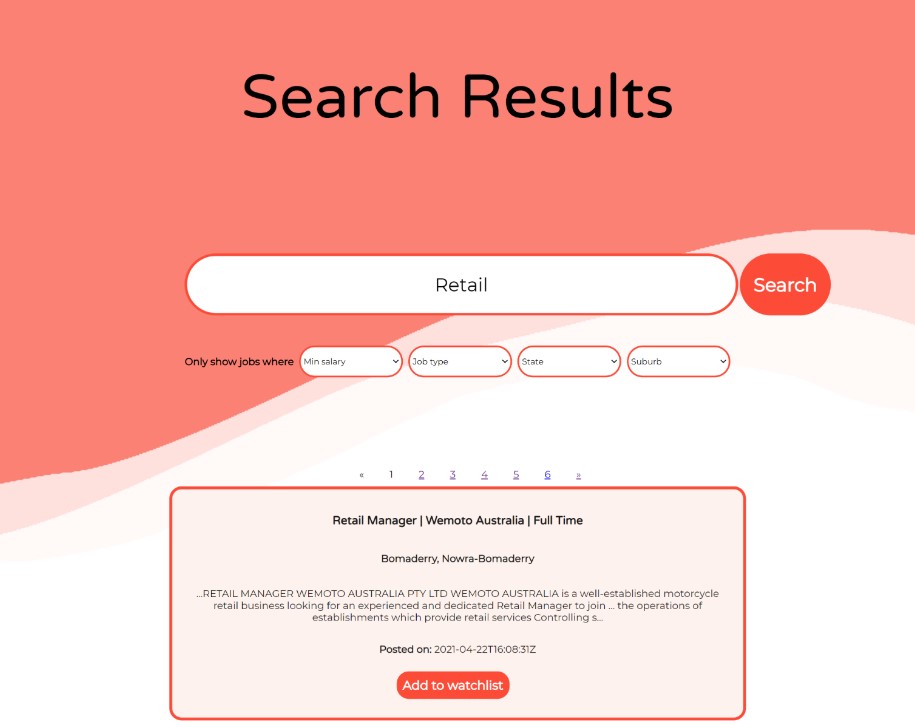 Search Results
Retail
Search
Only show jobs where Min salary Job type State Suburb
« 1 2 3 4 5 6 »
Retail Manager | Wemoto Australia | Full Time
Bomaderry, Nowra-Bomaderry
...RETAIL MANAGER WEMOTO AUSTRALIA PTY LTD WEMOTO AUSTRALIA is a well-established motorcycle
retail business looking for an experienced and dedicated Retail Manager to join ... the operations of
establishments which provide retail services Controlling s...
Posted on: 2021-04-22T16:08:31Z
Add to watchlist